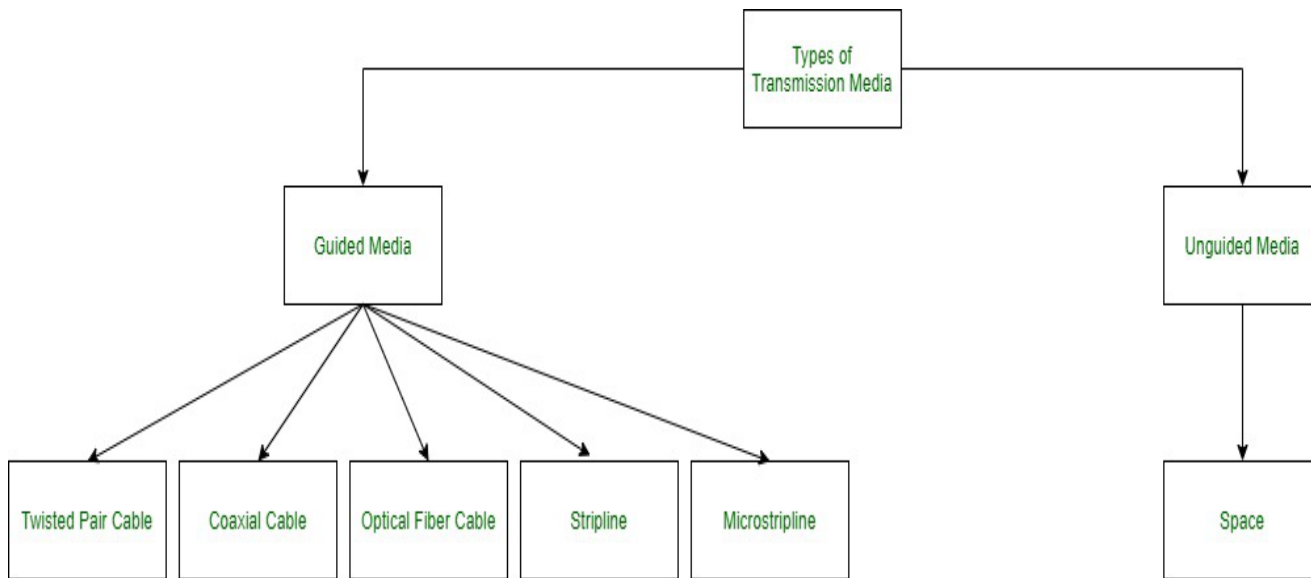 Types of
Transmission Media
Guided Media
Unguided Media
Twisted Pair Cable
Coaxial Cable
Optical Fiber Cable
Stripline
Microstripline
Space